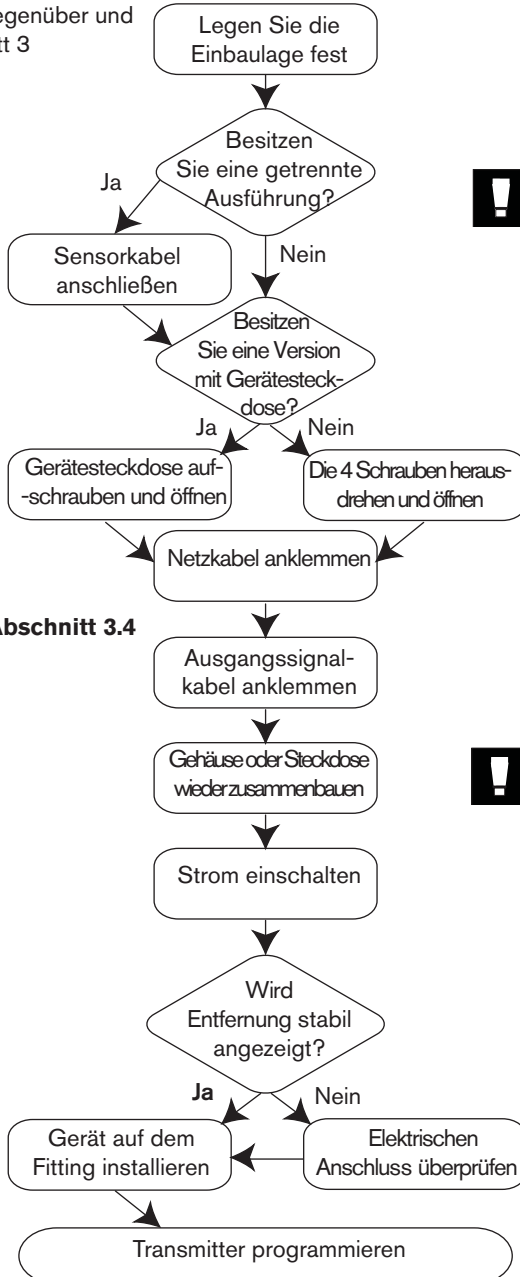 egenüber und
tt 3
Legen Sie die
Einbaulage fest
Besitzen
Sie eine getrennte
Ausführung?
Ja
Nein
Sensorkabel
anschließen
Besitzen
Sie eine Version
mit Gerätesteck-
dose?
Ja
Nein
Gerätesteckdose auf-
-schrauben und öffnen
Die 4 Schrauben heraus-
drehen und öffnen
Netzkabel anklemmen
Abschnitt 3.4
Ausgangssignal-
kabel anklemmen
Gehäuse oder Steckdose
wieder zusammenbauen
Strom einschalten
Wird
Entfernung stabil
angezeigt?
Ja
Nein
Gerät auf dem
Fitting installieren
Elektrischen
Anschluss überprüfen
Transmitter programmieren